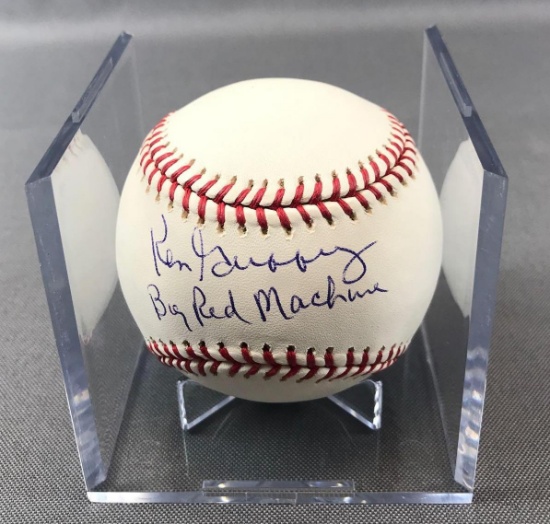 Ken Griffey
Big Red Machine